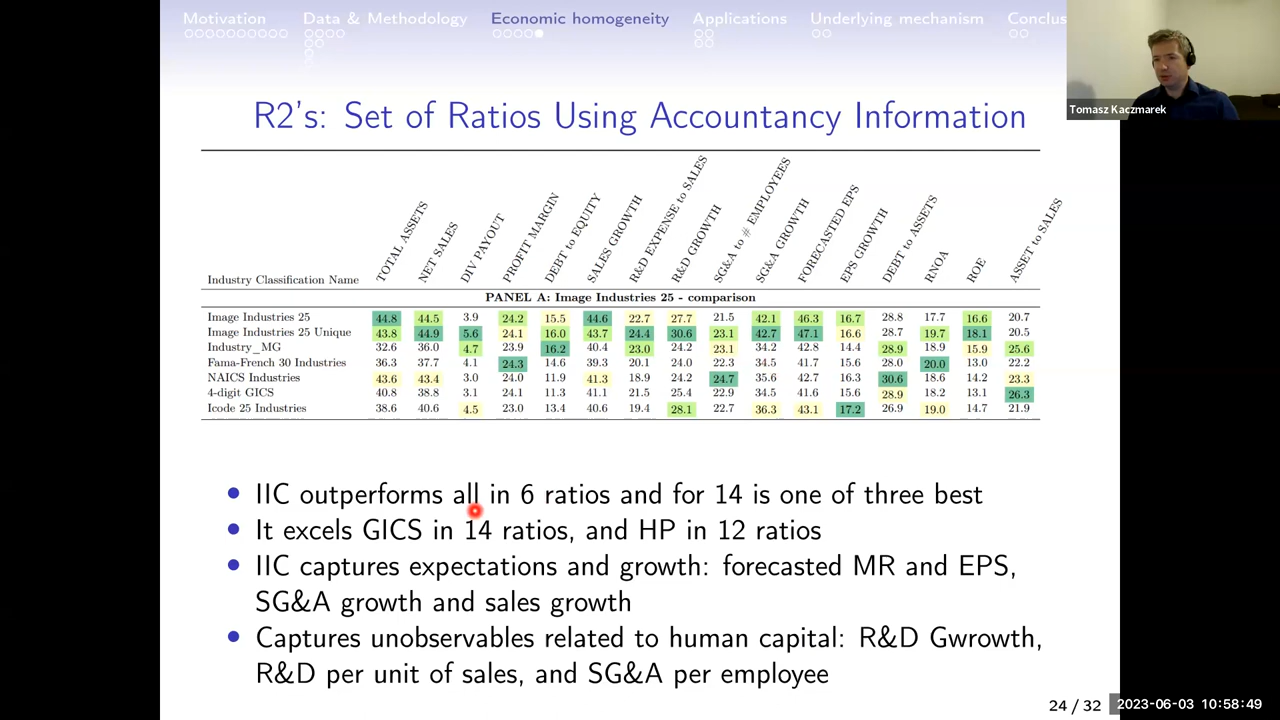 Motivation Data & Methodology Economic homogeneity Applications Underlying mechanism Conclus
Tomasz Kaczmarek
R2's: Set of Ratios Using Accountancy Information
Industry Classification Name TOTAL ASSETS NET SALES DIV PAYOUT PROFIT MARGIN DEBT to EQUITY SALES GROWTH R&D EXPENSE to SALES R&D GROWTH SG&A to # EMPLOYEES SG&A GROWTH FORECASTED EPS EPS GROWTH DEBT to ASSETS RNOA ROE ASSET to SALES
PANEL A: Image Industries 25 - comparison
Image Industries 25 44.8 44.5 3.9 24.2 15.5 44.6 22.7 27.7 21.5 42.1 46.3 16.7 28.8 17.7 16.6 20.7
Image Industries 25 Unique 43.8 44.9 5.6 24.1 16.0 43.7 24.4 30.6 23.1 42.7 47.1 16.6 28.7 19.7 18.1 20.5
Industry_MG 32.6 36.0 4.7 23.9 16.2 40.4 23.0 24.2 23.1 34.2 42.8 14.4 28.9 18.9 15.9 25.6
Fama-French 30 Industries 36.3 37.7 4.1 24.3 14.6 39.3 20.1 24.0 22.3 34.5 41.7 15.6 28.0 20.0 13.0 22.2
NAICS Industries 43.6 43.4 3.0 24.0 11.9 41.3 18.9 24.2 24.7 35.6 42.7 16.3 30.6 18.6 14.2 23.3
4-digit GICS 40.8 38.8 3.1 24.1 11.3 41.1 21.5 25.4 22.9 34.5 41.6 15.6 28.9 18.2 13.1 26.3
Icode 25 Industries 38.6 40.6 4.5 23.0 13.4 40.6 19.4 28.1 22.7 36.3 43.1 17.2 26.9 19.0 14.7 21.9
• IIC outperforms all in 6 ratios and for 14 is one of three best
• It excels GICS in 14 ratios, and HP in 12 ratios
• IIC captures expectations and growth: forecasted MR and EPS,
SG&A growth and sales growth
• Captures unobservables related to human capital: R&D Gwrowth,
R&D per unit of sales, and SG&A per employee
24 / 32
2023-06-03 10:58:49